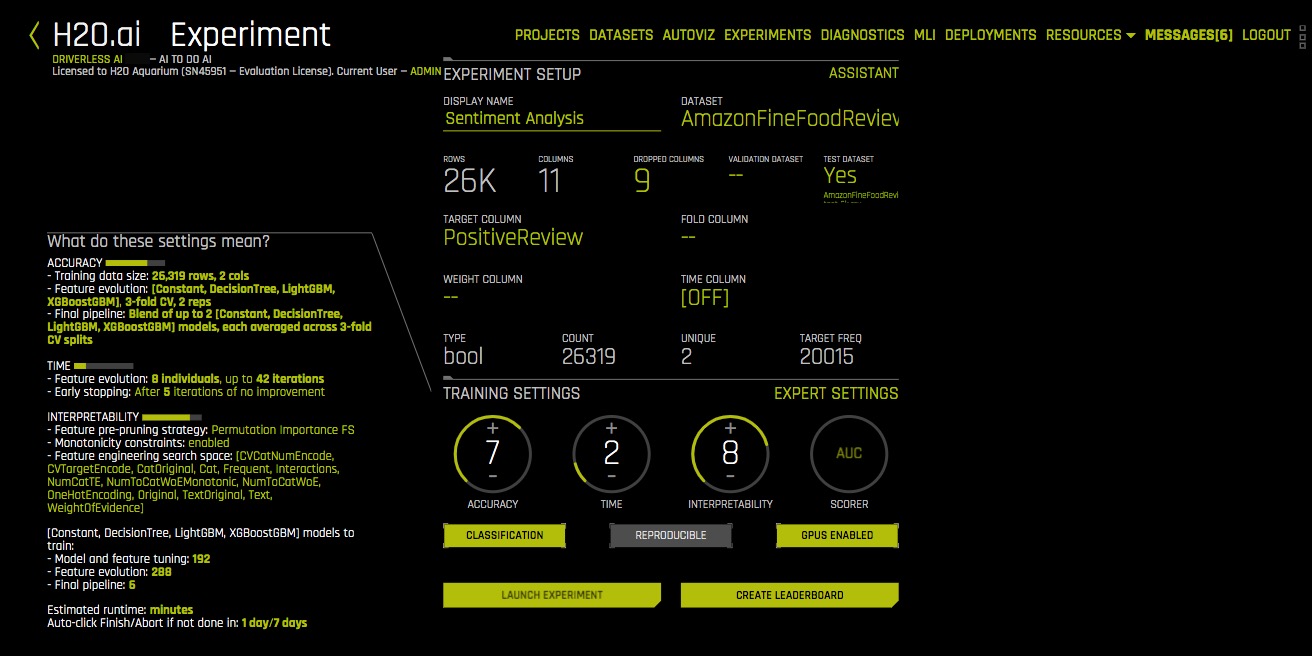 H2O.ai Experiment
DRIVERLESS AI – AI TO DO AI
Licensed to H2O Aquarium (SN45951 – Evaluation License). Current User – ADMIN
PROJECTS DATASETS AUTOVIZ EXPERIMENTS DIAGNOSTICS MLI DEPLOYMENTS RESOURCES MESSAGES[6] LOGOUT
What do these settings mean?
ACCURACY
- Training data size: 26,319 rows, 2 cols
- Feature evolution: [Constant, DecisionTree, LightGBM,
XGBoostGBM], 3-fold CV, 2 reps
- Final pipeline: Blend of up to 2 [Constant, DecisionTree,
LightGBM, XGBoostGBM] models, each averaged across 3-fold
CV splits
TIME
- Feature evolution: 8 individuals, up to 42 iterations
- Early stopping: After 5 iterations of no improvement
INTERPRETABILITY
- Feature pre-pruning strategy: Permutation Importance FS
- Monotonicity constraints: enabled
- Feature engineering search space: [CVCatNumEncode,
CVTargetEncode, CatOriginal, Cat, Frequent, Interactions,
NumCatTE, NumToCatWoEMonotonic, NumToCatWoE,
OneHotEncoding, Original, TextOriginal, Text,
WeightOfEvidence]
[Constant, DecisionTree, LightGBM, XGBoostGBM] models to
train:
- Model and feature tuning: 192
- Feature evolution: 288
- Final pipeline: 6
Estimated runtime: minutes
Auto-click Finish/Abort if not done in: 1 day/7 days
EXPERIMENT SETUP ASSISTANT
DISPLAY NAME DATASET
Sentiment Analysis AmazonFineFoodReview
ROWS COLUMNS DROPPED COLUMNS VALIDATION DATASET TEST DATASET
26K 11 9 -- Yes
AmazonFineFoodRevi
TARGET COLUMN FOLD COLUMN
PositiveReview --
WEIGHT COLUMN TIME COLUMN
-- [OFF]
TYPE COUNT UNIQUE TARGET FREQ
bool 26319 2 20015
TRAINING SETTINGS EXPERT SETTINGS
+ + +
7 2 8 AUC
- - -
ACCURACY TIME INTERPRETABILITY SCORER
CLASSIFICATION REPRODUCIBLE GPUS ENABLED
LAUNCH EXPERIMENT CREATE LEADERBOARD